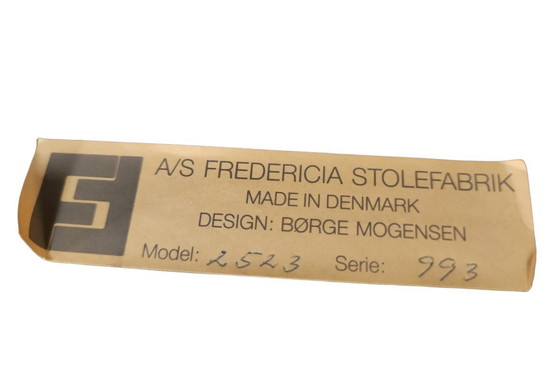 A/S FREDERICIA STOLEFABRIK
MADE IN DENMARK
DESIGN: BØRGE MOGENSEN
Model: 2523 Serie: 993